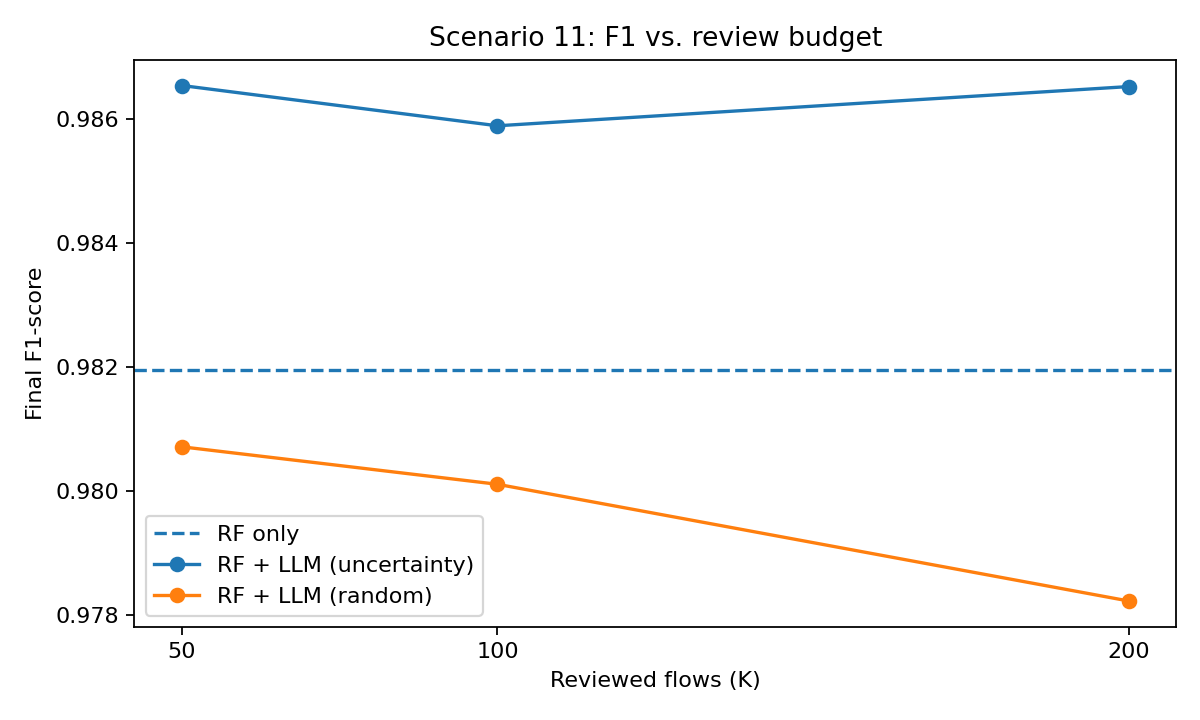 Scenario 11: F1 vs. review budget
Final F1-score
0.986
0.984
0.982
0.980
0.978
RF only
RF + LLM (uncertainty)
RF + LLM (random)
50
100
200
Reviewed flows (K)